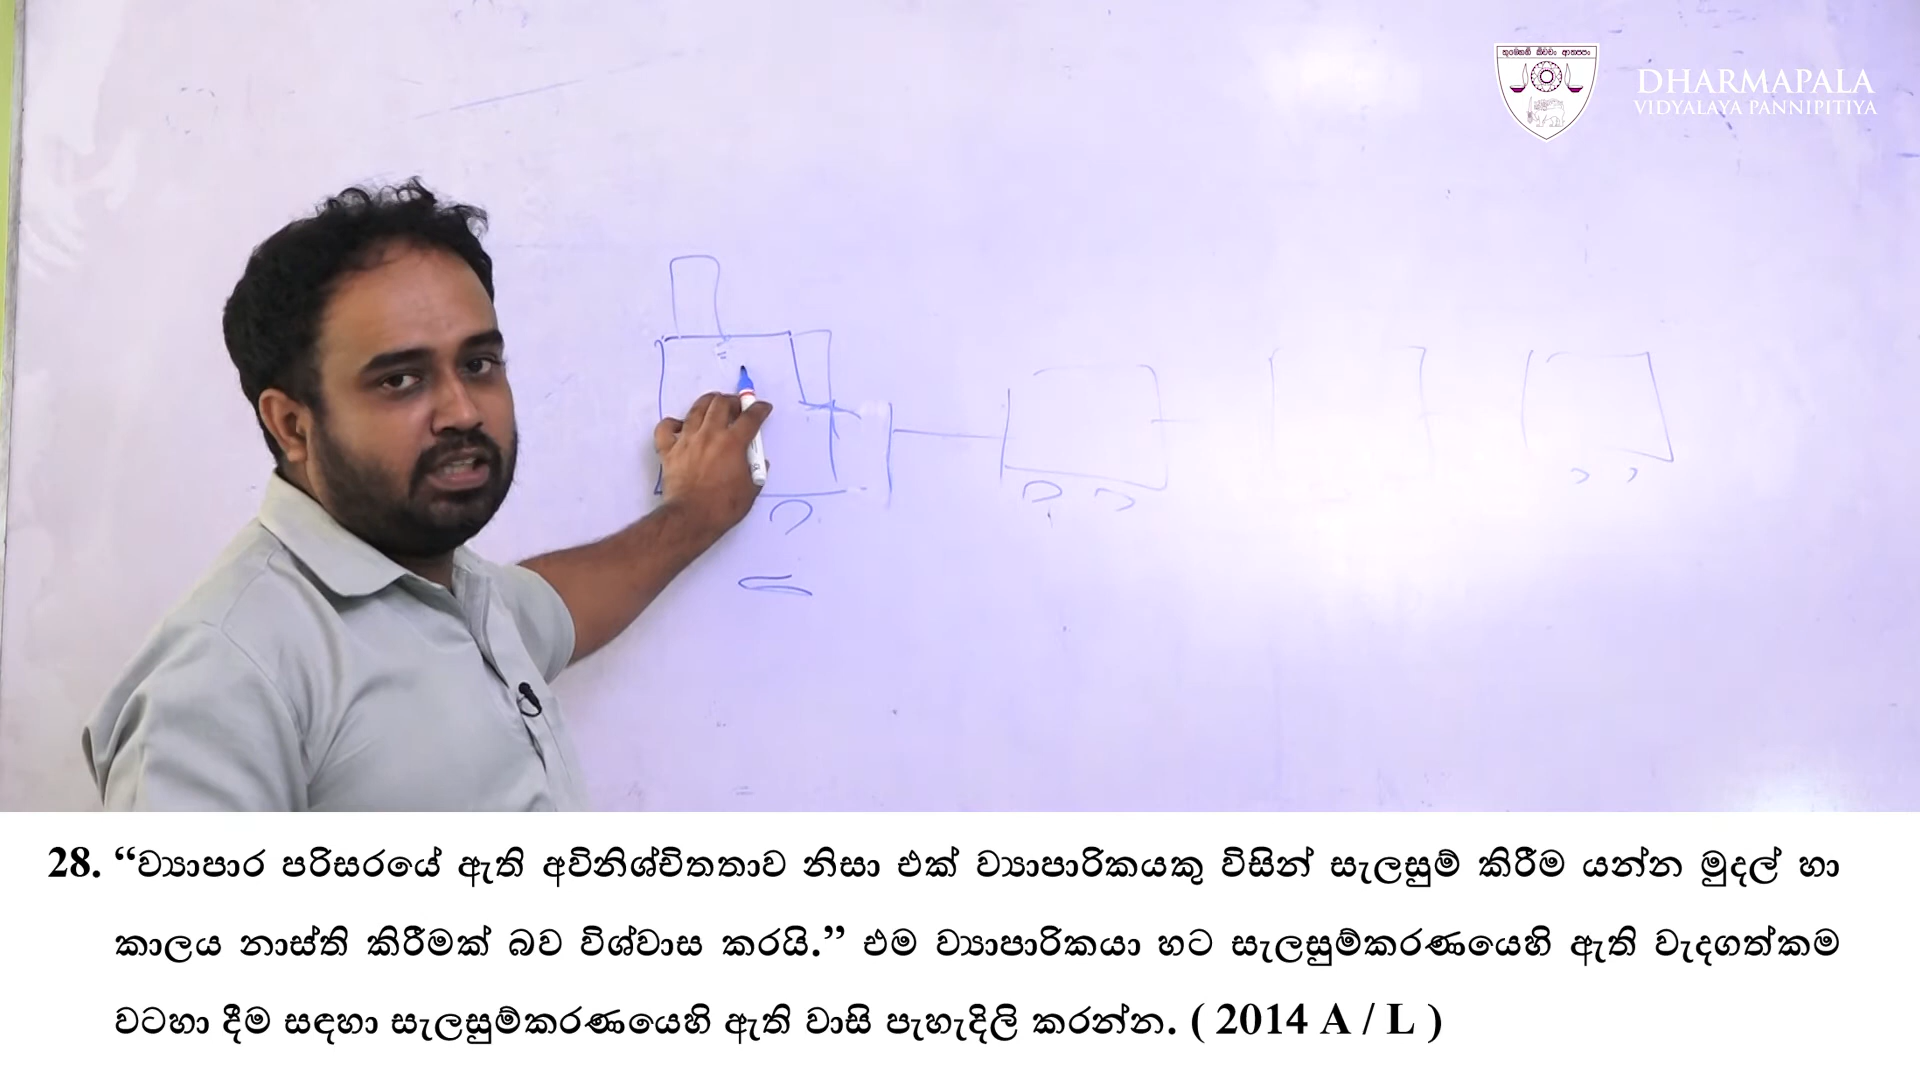 DHARMAPALA
VIDYALAYA PANNIPITIYA
28. “ව්‍යාපාර පරිසරයේ ඇති අවිනිශ්චිතතාව නිසා එක් ව්‍යාපාරිකයකු විසින් සැලසුම් කිරීම යන්න මුදල් හා
කාලය නාස්ති කිරීමක් බව විශ්වාස කරයි.” එම ව්‍යාපාරිකයා හට සැලසුම්කරණයෙහි ඇති වැදගත්කම
වටහා දීම සඳහා සැලසුම්කරණයෙහි ඇති වාසි පැහැදිලි කරන්න. ( 2014 A / L )